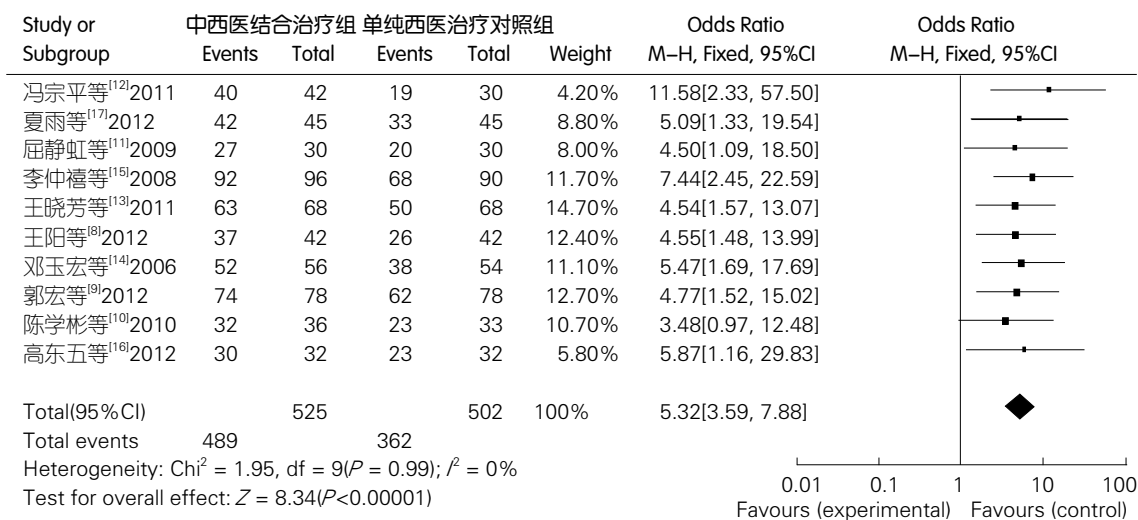 Study or 中西医结合治疗组 单纯西医治疗对照组 Odds Ratio Odds Ratio
Subgroup Events Total Events Total Weight M–H, Fixed, 95%CI M–H, Fixed, 95%CI
冯宗平等[12]2011 40 42 19 30 4.20% 11.58[2.33, 57.50]
夏雨等[17]2012 42 45 33 45 8.80% 5.09[1.33, 19.54]
屈静虹等[11]2009 27 30 20 30 8.00% 4.50[1.09, 18.50]
李仲禧等[15]2008 92 96 68 90 11.70% 7.44[2.45, 22.59]
王晓芳等[13]2011 63 68 50 68 14.70% 4.54[1.57, 13.07]
王阳等[8]2012 37 42 26 42 12.40% 4.55[1.48, 13.99]
邓玉宏等[14]2006 52 56 38 54 11.10% 5.47[1.69, 17.69]
郭宏等[9]2012 74 78 62 78 12.70% 4.77[1.52, 15.02]
陈学彬等[10]2010 32 36 23 33 10.70% 3.48[0.97, 12.48]
高东五等[16]2012 30 32 23 32 5.80% 5.87[1.16, 29.83]
Total(95%CI) 525 502 100% 5.32[3.59, 7.88]
Total events 489 362
Heterogeneity: Chi² = 1.95, df = 9(P = 0.99); I² = 0%
Test for overall effect: Z = 8.34(P<0.00001)
0.01 0.1 1 10 100
Favours (experimental) Favours (control)